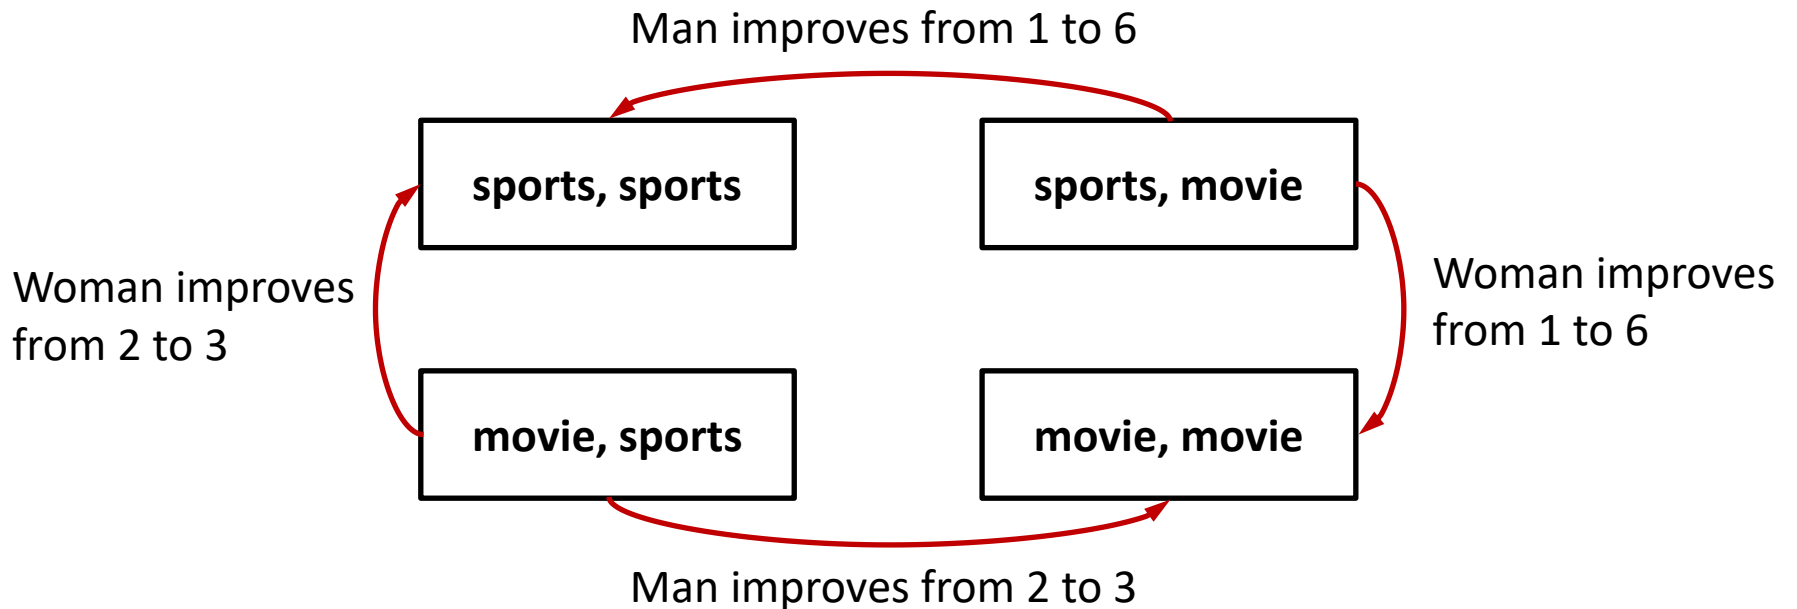 Man improves from 1 to 6
sports, sports
sports, movie
Woman improves
from 2 to 3
Woman improves
from 1 to 6
movie, sports
movie, movie
Man improves from 2 to 3